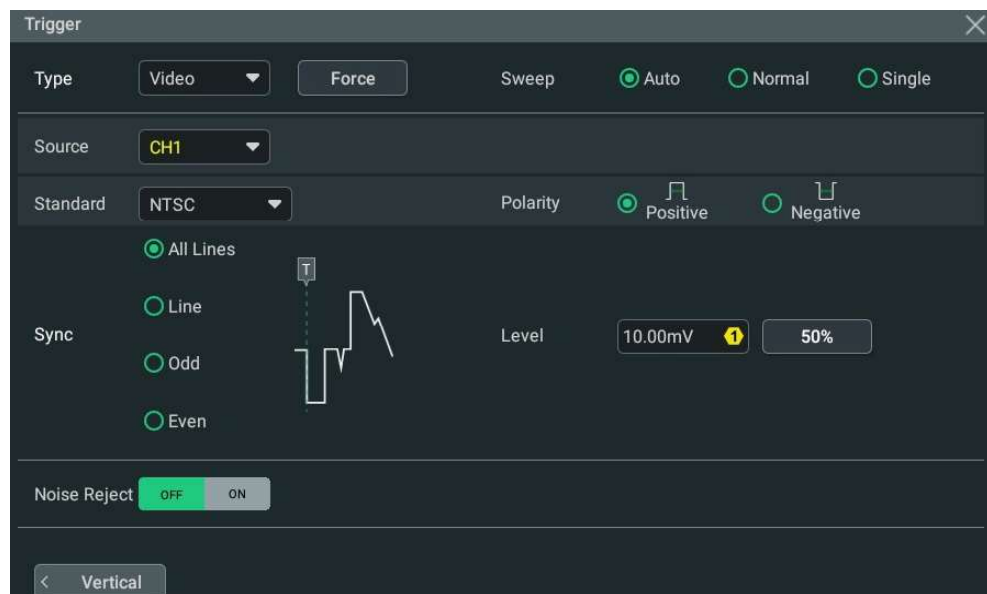 Trigger
Type Video Force Sweep Auto Normal Single
Source CH1
Standard NTSC Polarity Positive Negative
All Lines
T
Line
Sync Level 10.00mV 1 50%
Odd
Even
Noise Reject OFF ON
< Vertical